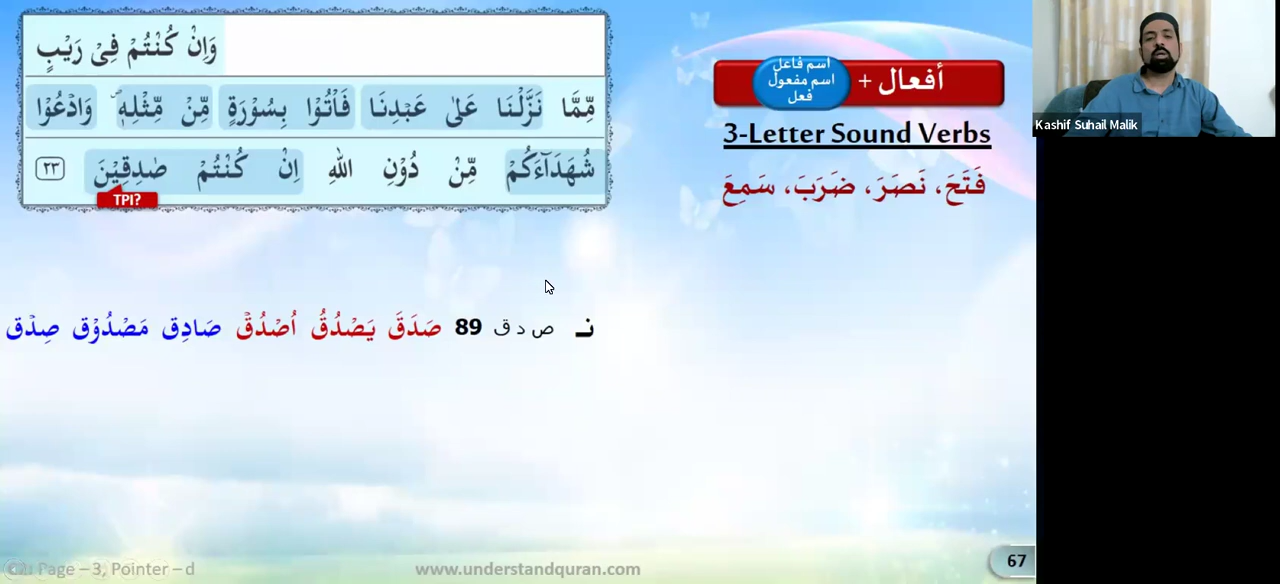 وَاِنْ كُنْتُمْ فِىْ رَيْبٍ
مِّمَّا نَزَّلْنَا عَلٰى عَبْدِنَا فَاْتُوْا بِسُوْرَةٍ مِّنْ مِّثْلِهٖ ۖ وَادْعُوْا
شُهَدَآءَكُمْ مِّنْ دُوْنِ اللهِ اِنْ كُنْتُمْ صٰدِقِيْنَ ٢٣
TPI?
أفعال + اسم فاعل
اسم مفعول
فعل
3-Letter Sound Verbs
فَتَحَ، نَصَرَ، ضَرَبَ، سَمِعَ
Kashif Suhail Malik
نـ ص د ق 89 صَدَقَ يَصْدُقُ اُصْدُقْ صَادِق مَصْدُوْق صِدْق
Page – 3, Pointer – d
www.understandquran.com
67